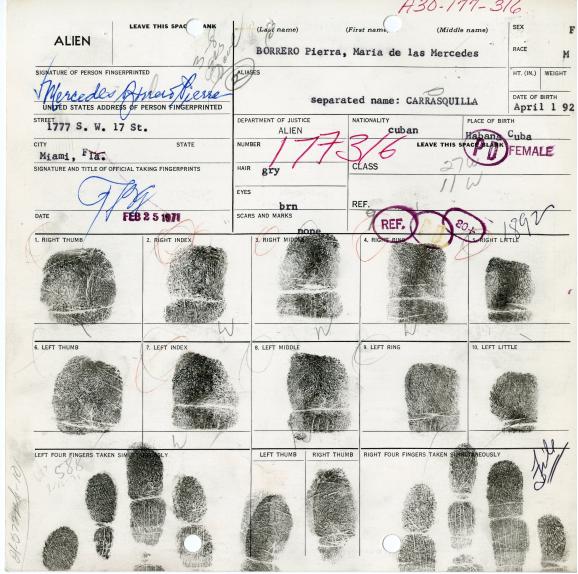 A30-177-316
ALIEN
LEAVE THIS SPACE BLANK
(Last name) (First name) (Middle name)
BORRERO Pierra, Maria de las Mercedes
SEX
F
RACE
M
HT. (IN.) WEIGHT
SIGNATURE OF PERSON FINGERPRINTED
Mercedes Borrero Pierra
UNITED STATES ADDRESS OF PERSON FINGERPRINTED
ALIASES
separated name: CARRASQUILLA
DATE OF BIRTH
April 1 92
STREET
1777 S. W. 17 St.
CITY STATE
Miami, Fla.
DEPARTMENT OF JUSTICE
ALIEN
NUMBER
177316
NATIONALITY
cuban
PLACE OF BIRTH
Habana Cuba
LEAVE THIS SPACE BLANK
PD FEMALE
SIGNATURE AND TITLE OF OFFICIAL TAKING FINGERPRINTS
HAIR
gry
CLASS
27 W
11 W
EYES
brn
REF.
DATE
FEB 25 1971
SCARS AND MARKS
none
REF.
1892
1. RIGHT THUMB
2. RIGHT INDEX
3. RIGHT MIDDLE
4. RIGHT RING
5. RIGHT LITTLE
W
W
6. LEFT THUMB
7. LEFT INDEX
8. LEFT MIDDLE
9. LEFT RING
10. LEFT LITTLE
W
LEFT FOUR FINGERS TAKEN SIMULTANEOUSLY
LEFT THUMB
RIGHT THUMB
RIGHT FOUR FINGERS TAKEN SIMULTANEOUSLY
File